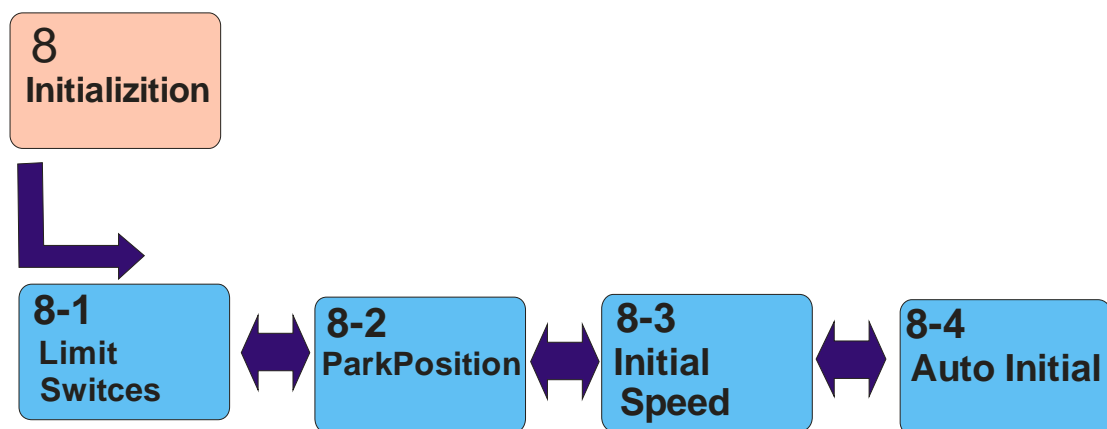 8
Initializition
8-1
Limit
Switces
8-2
ParkPosition
8-3
Initial
Speed
8-4
Auto Initial